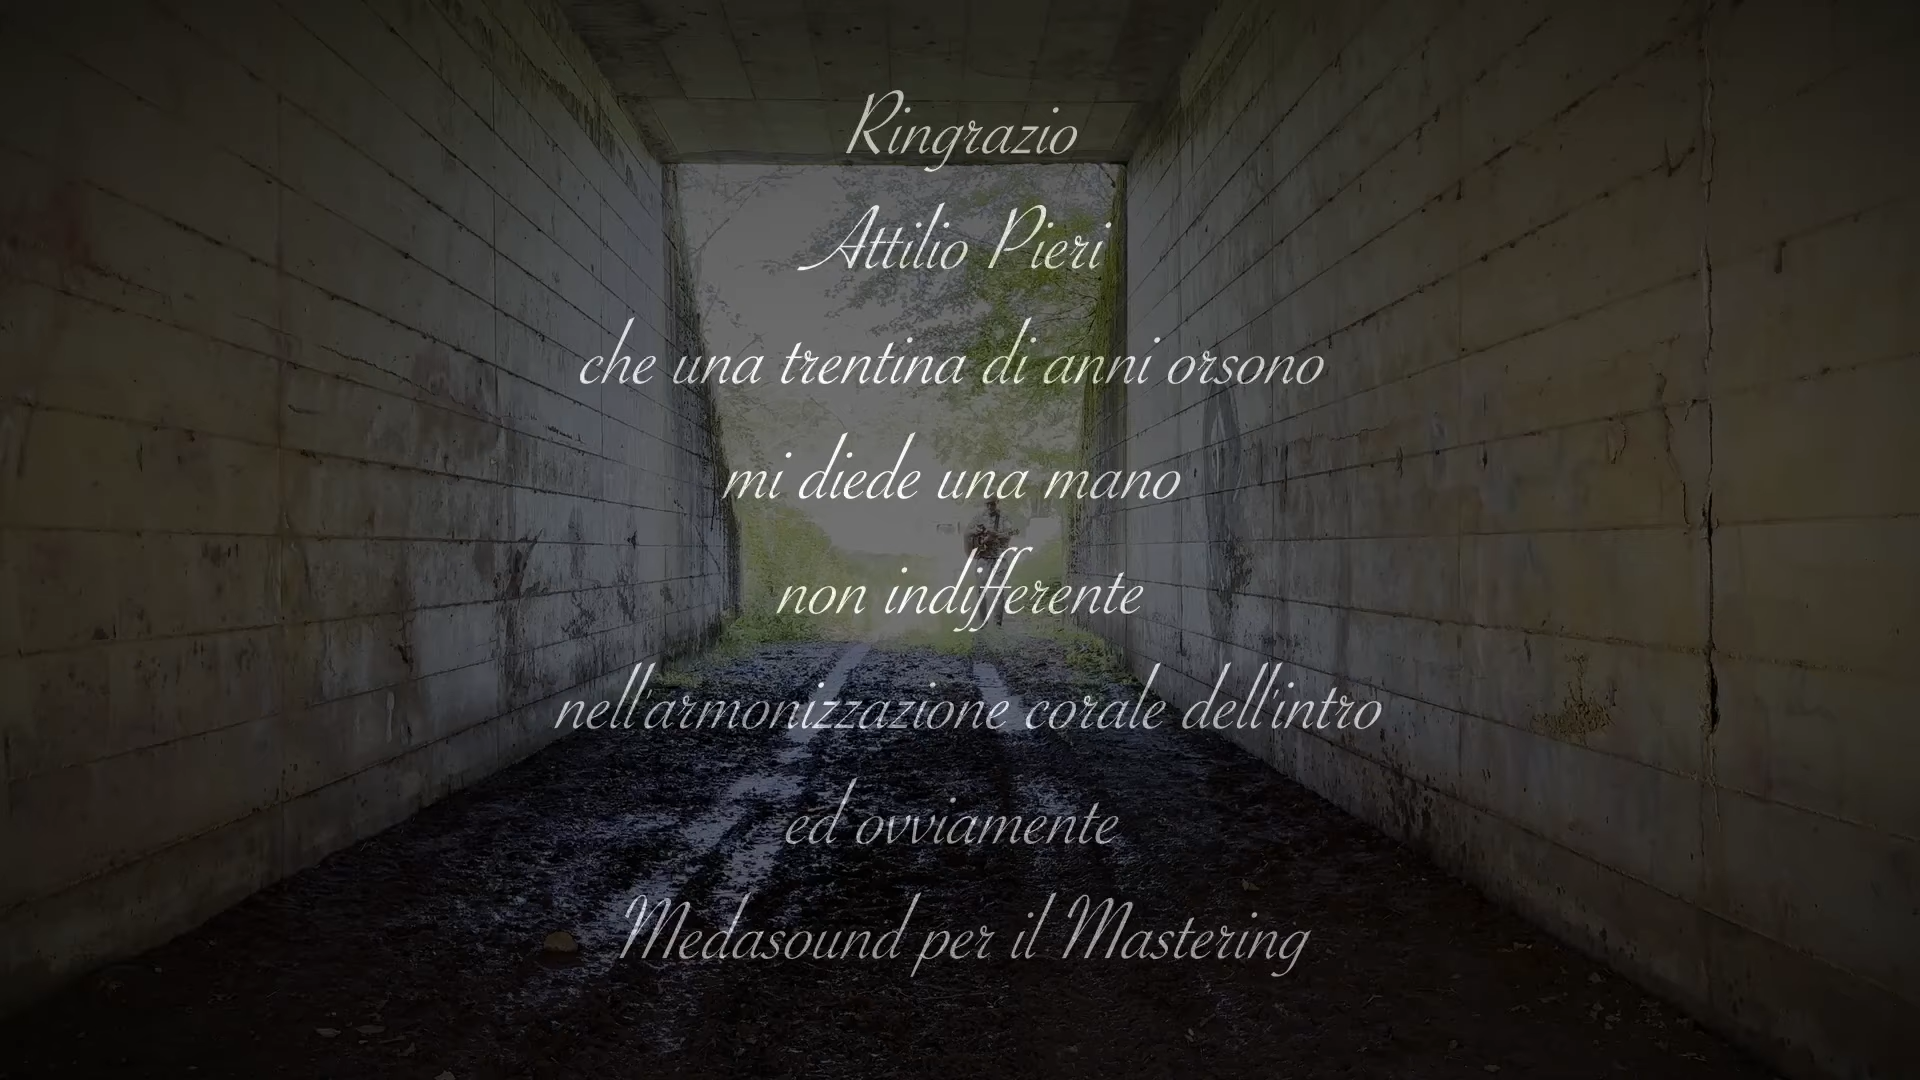 Ringrazio
Attilio Pieri
che una trentina di anni orsono
mi diede una mano
non indifferente
nell'armonizzazione corale dell'intro
ed ovviamente
Medasound per il Mastering